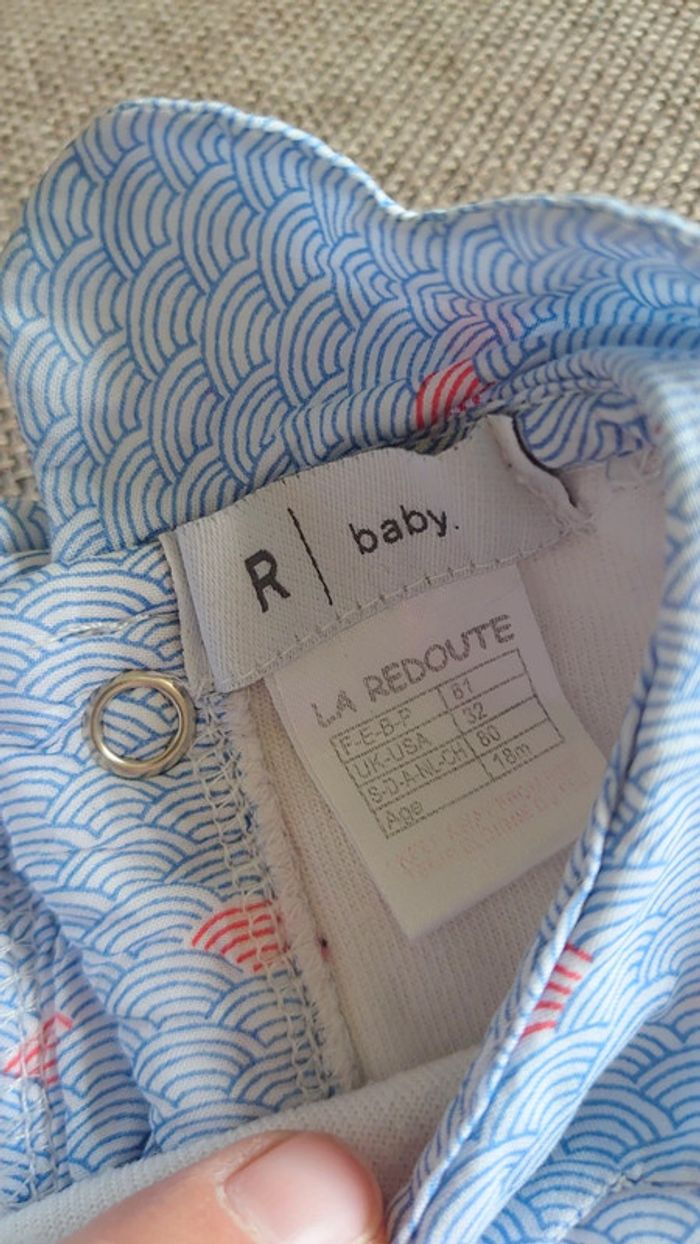 R | baby.
LA REDOUTE
F-E-B-P 81
UK-USA 32
S-D-A-NL-CH 80
Age 18m